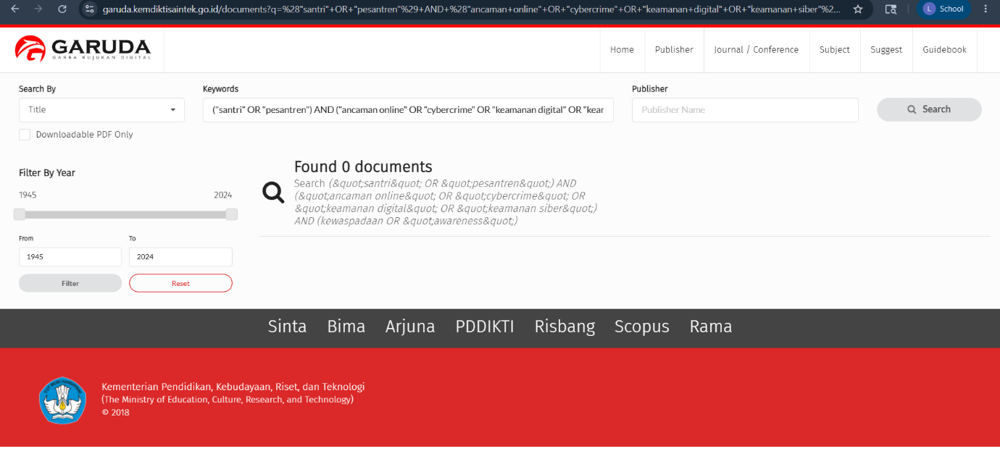 garuda.kemdiktisaintek.go.id/documents?q=%28"santri"+OR+"pesantren"%29+AND+%28"ancaman+online"+OR+"cybercrime"+OR+"keamanan+digital"+OR+"keamanan+siber"%2...
L School
GARUDA
GARBA RUJUKAN DIGITAL
Home Publisher Journal / Conference Subject Suggest Guidebook
Search By Keywords Publisher
Title ("santri" OR "pesantren") AND ("ancaman online" OR "cybercrime" OR "keamanan digital" OR "kear Publisher Name Search
Downloadable PDF Only
Filter By Year
1945 2024
From To
1945 2024
Filter Reset
Found 0 documents
Search (&quot;santri&quot; OR &quot;pesantren&quot;) AND
(&quot;ancaman online&quot; OR &quot;cybercrime&quot; OR
&quot;keamanan digital&quot; OR &quot;keamanan siber&quot;)
AND (kewaspadaan OR &quot;awareness&quot;)
Sinta Bima Arjuna PDDIKTI Risbang Scopus Rama
Kementerian Pendidikan, Kebudayaan, Riset, dan Teknologi
(The Ministry of Education, Culture, Research, and Technology)
© 2018